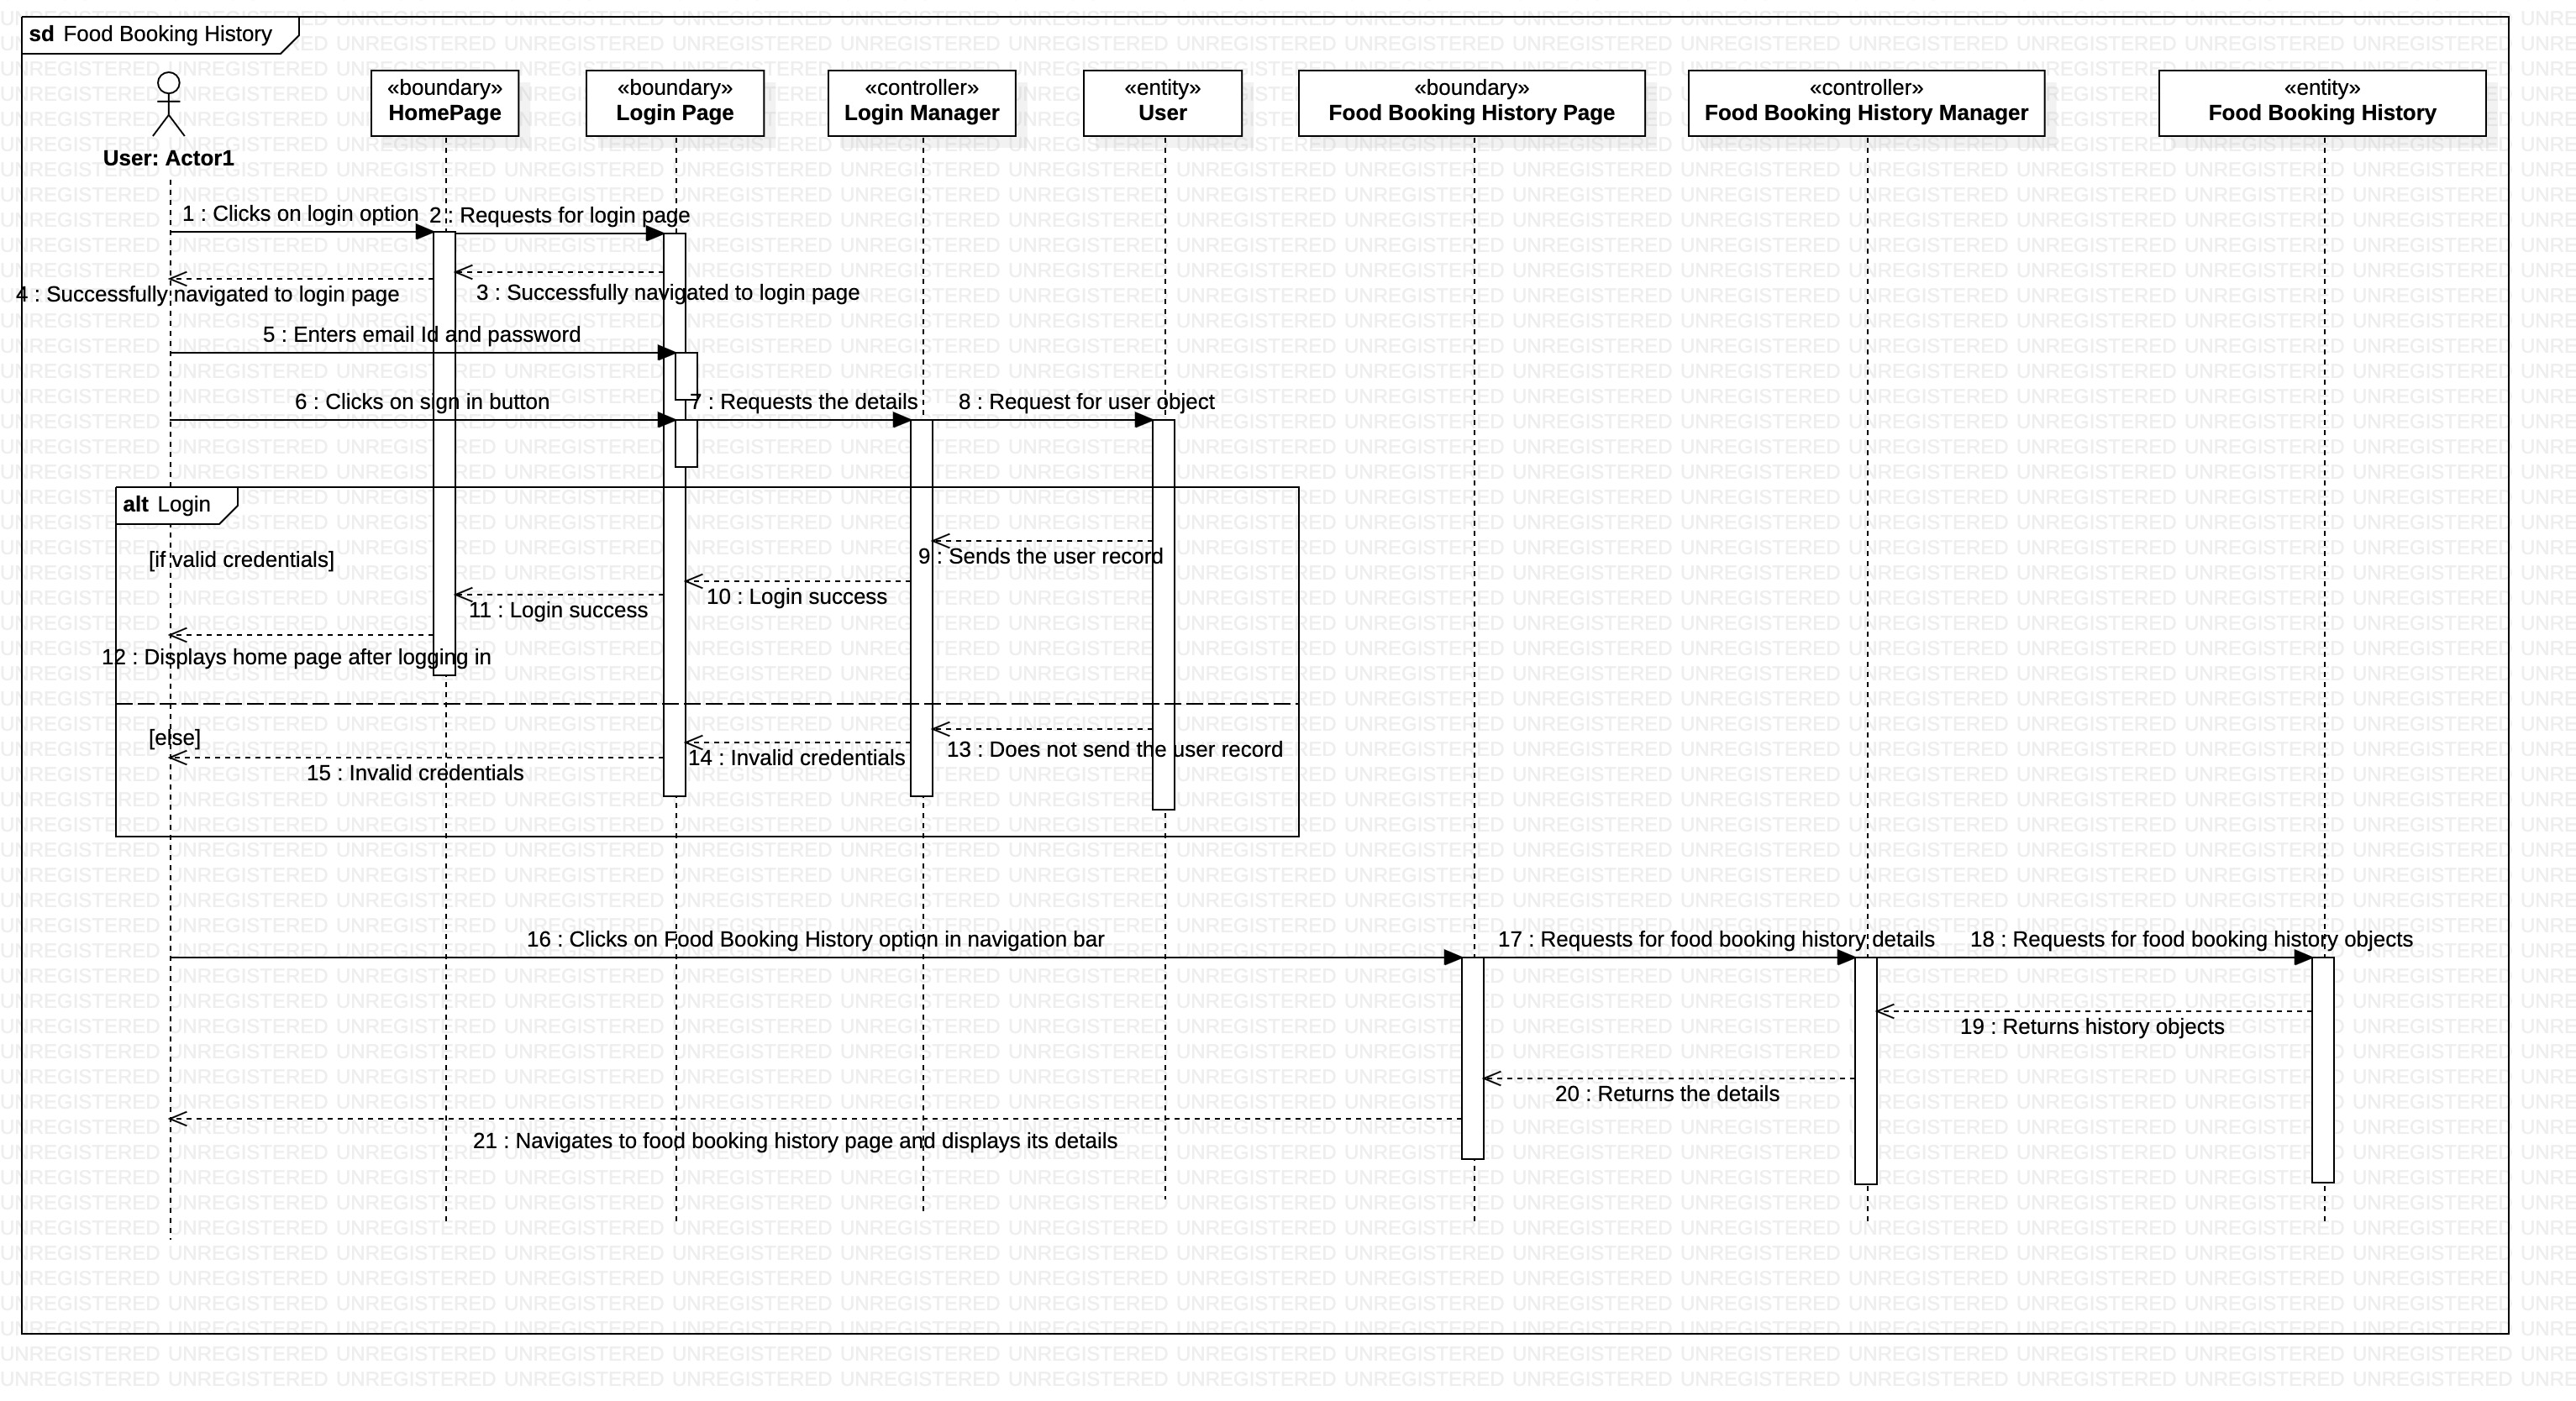 sd Food Booking History
«boundary»
HomePage
«boundary»
Login Page
«controller»
Login Manager
«entity»
User
«boundary»
Food Booking History Page
«controller»
Food Booking History Manager
«entity»
Food Booking History
User: Actor1
1 : Clicks on login option
2 : Requests for login page
3 : Successfully navigated to login page
4 : Successfully navigated to login page
5 : Enters email Id and password
6 : Clicks on sign in button
7 : Requests the details
8 : Request for user object
alt Login
[if valid credentials]
9 : Sends the user record
10 : Login success
11 : Login success
12 : Displays home page after logging in
[else]
13 : Does not send the user record
14 : Invalid credentials
15 : Invalid credentials
16 : Clicks on Food Booking History option in navigation bar
17 : Requests for food booking history details
18 : Requests for food booking history objects
19 : Returns history objects
20 : Returns the details
21 : Navigates to food booking history page and displays its details
UNREGISTERED